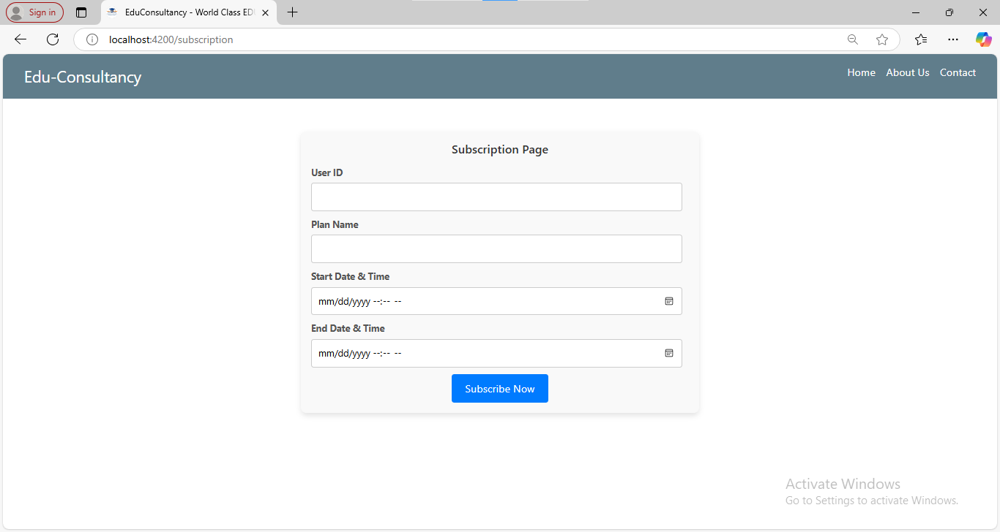 Sign in
EduConsultancy - World Class ED
localhost:4200/subscription
Edu-Consultancy
Home About Us Contact
Subscription Page
User ID
Plan Name
Start Date & Time
mm/dd/yyyy --:-- --
End Date & Time
mm/dd/yyyy --:-- --
Subscribe Now
Activate Windows
Go to Settings to activate Windows.